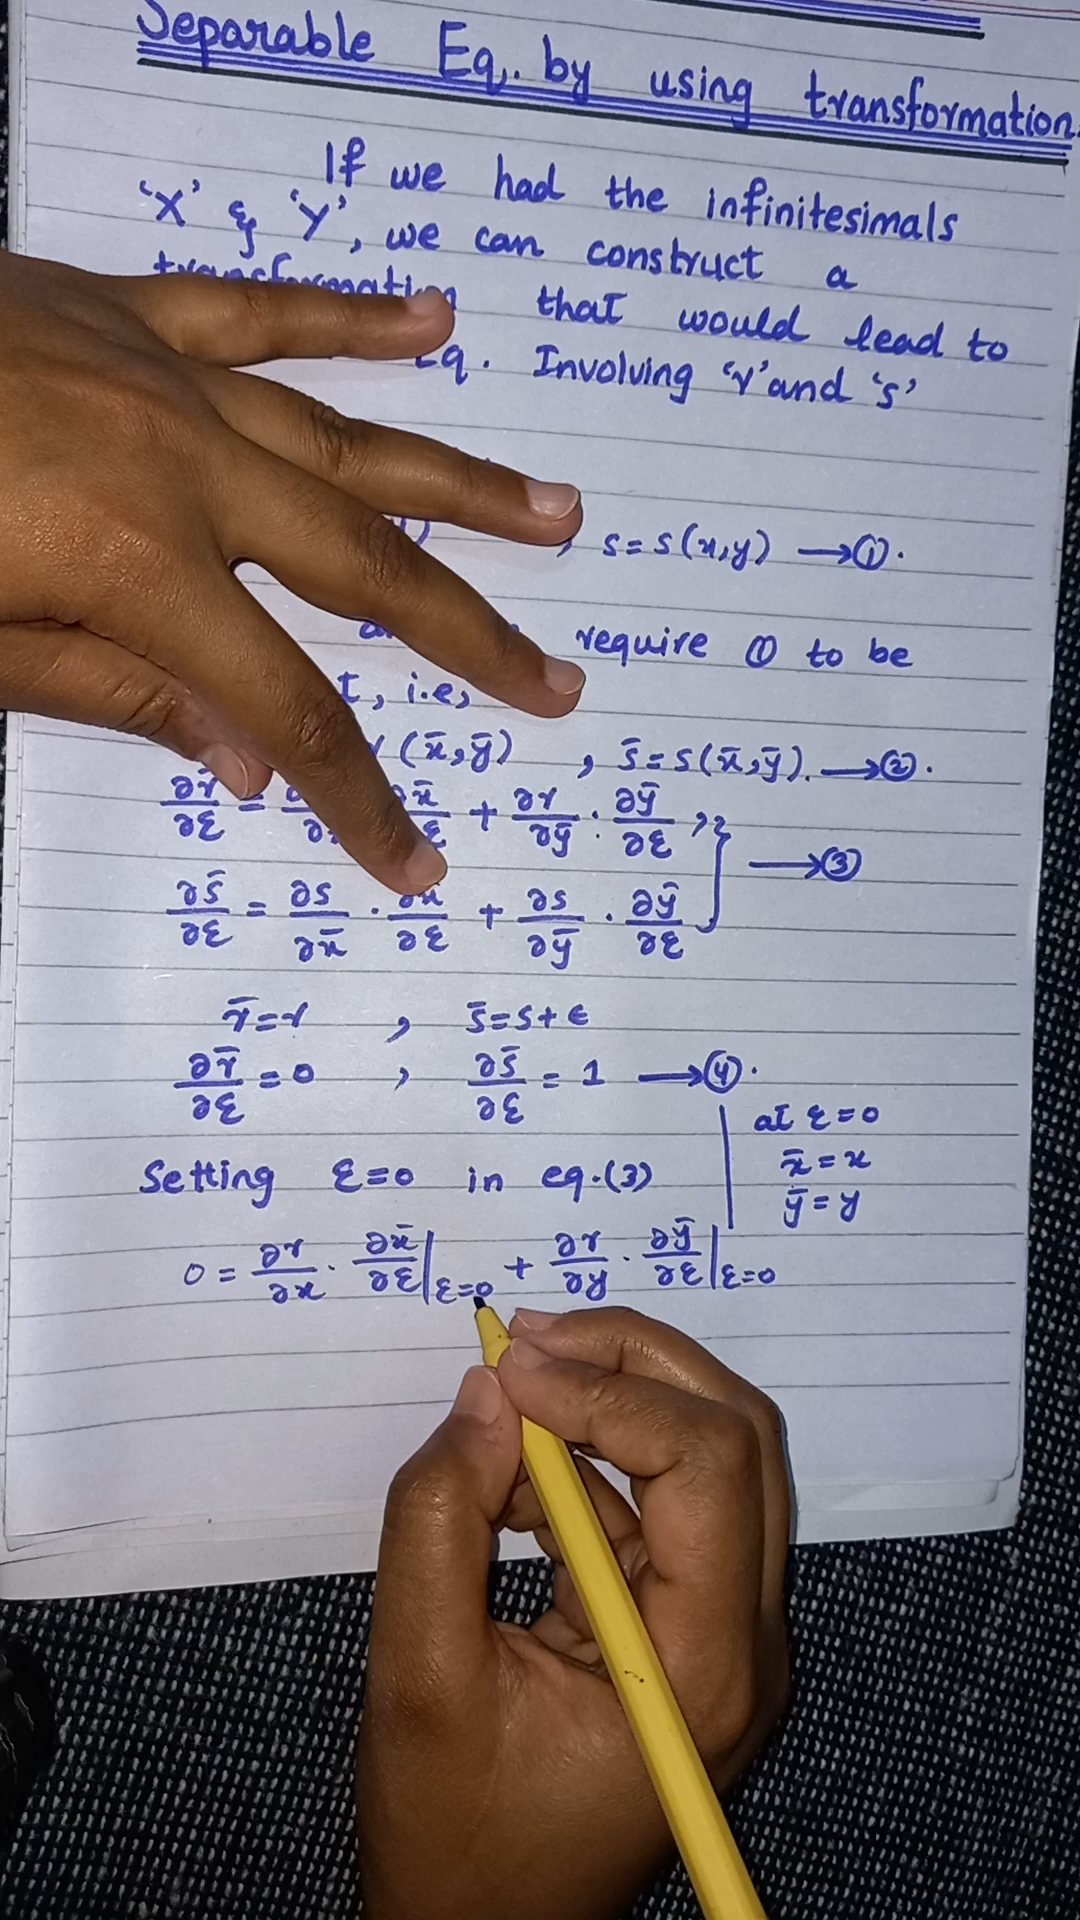 Separable Eq. by using transformation.
If we had the infinitesimals
'X' & 'Y', we can construct a
transformation that would lead to
Eq. Involving 'r' and 's'
, s=s(x,y) →①.
require ① to be
i.e,
r(x̄,ȳ) , s̄=s(x̄,ȳ). →②.
∂r̄/∂ε = ∂x̄/∂ε + ∂r/∂ȳ · ∂ȳ/∂ε ,
∂s̄/∂ε = ∂s/∂x̄ · ∂x̄/∂ε + ∂s/∂ȳ · ∂ȳ/∂ε } →③
r̄=r , s̄=s+ε
∂r̄/∂ε =0 , ∂s̄/∂ε = 1 →④.
at ε=0
x̄=x
ȳ=y
Setting ε=0 in eq.(3)
0 = ∂r/∂x · ∂x̄/∂ε|ε=0 + ∂r/∂y · ∂ȳ/∂ε|ε=0